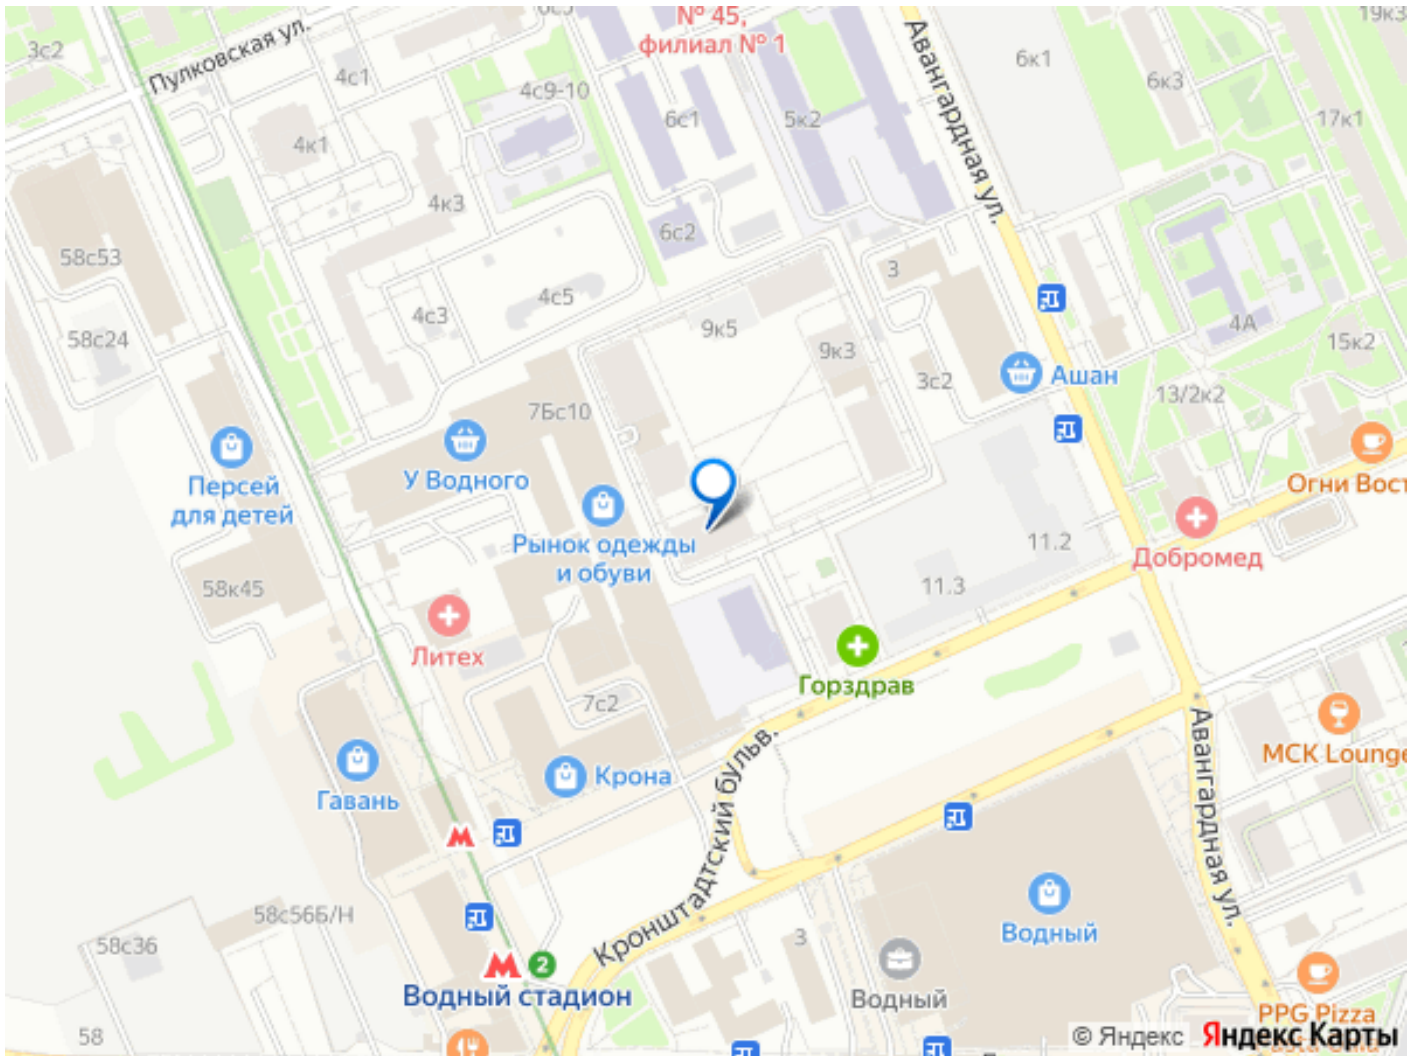 № 45,
филиал № 1
6с5
19к3
3с2
Пулковская ул.
4с1
4с9-10
6с1
5к2
Авангардная ул.
6к1
6к3
17к1
4к1
4к3
6с2
58с53
3
4с5
4с3
58с24
9к5
9к3
3с2
4А
15к2
Ашан
13/2к2
7Бс10
У Водного
Персей
для детей
Огни Вост
Рынок одежды
и обуви
11.2
Добромед
58к45
11.3
Литех
Горздрав
7с2
Кронштадтский бульв.
Авангардная ул.
МСК Lounge
Крона
Гавань
58с56Б/Н
58с36
3
Водный
Водный
2
Водный стадион
PPG Pizza
58
© Яндекс Яндекс Карты